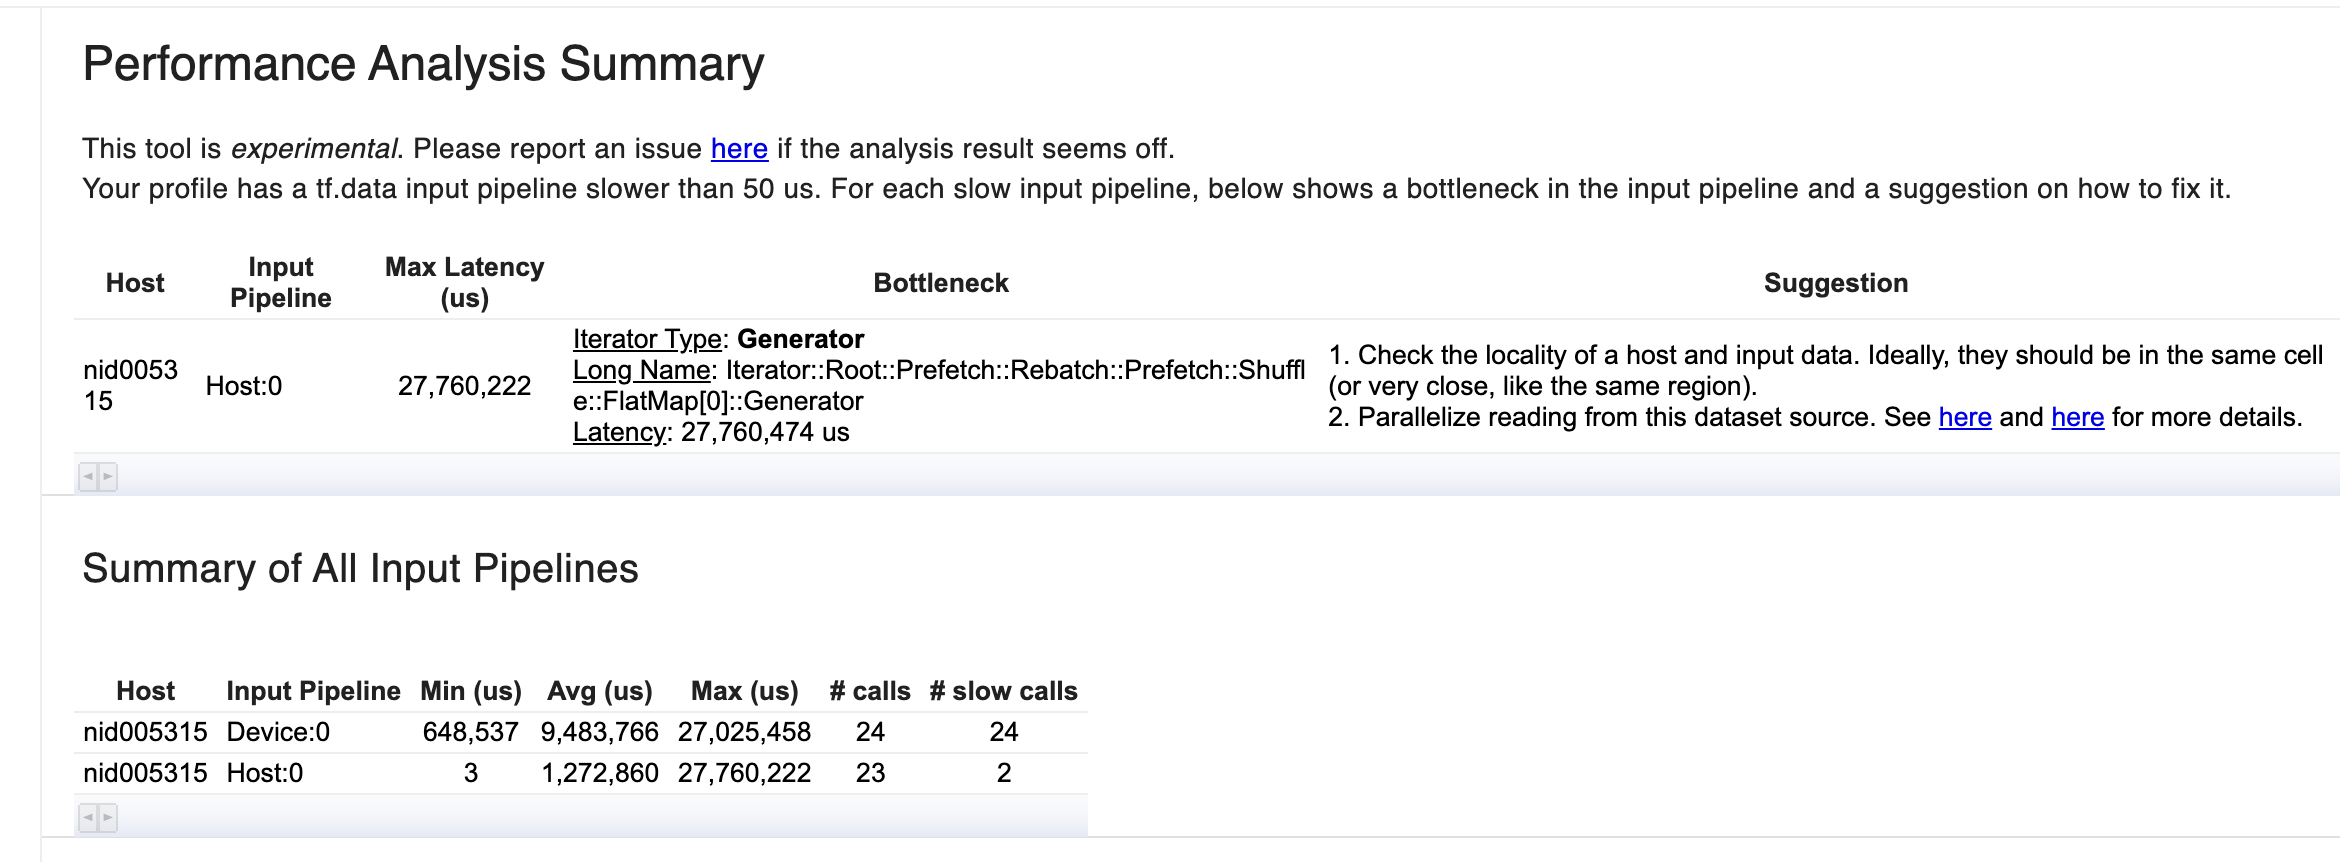 Performance Analysis Summary
This tool is experimental. Please report an issue here if the analysis result seems off.
Your profile has a tf.data input pipeline slower than 50 us. For each slow input pipeline, below shows a bottleneck in the input pipeline and a suggestion on how to fix it.
Host Input Pipeline Max Latency (us) Bottleneck Suggestion
nid005315 Host:0 27,760,222
Iterator Type: Generator
Long Name: Iterator::Root::Prefetch::Rebatch::Prefetch::Shuffl
e::FlatMap[0]::Generator
Latency: 27,760,474 us
1. Check the locality of a host and input data. Ideally, they should be in the same cell
(or very close, like the same region).
2. Parallelize reading from this dataset source. See here and here for more details.
Summary of All Input Pipelines
Host Input Pipeline Min (us) Avg (us) Max (us) # calls # slow calls
nid005315 Device:0 648,537 9,483,766 27,025,458 24 24
nid005315 Host:0 3 1,272,860 27,760,222 23 2